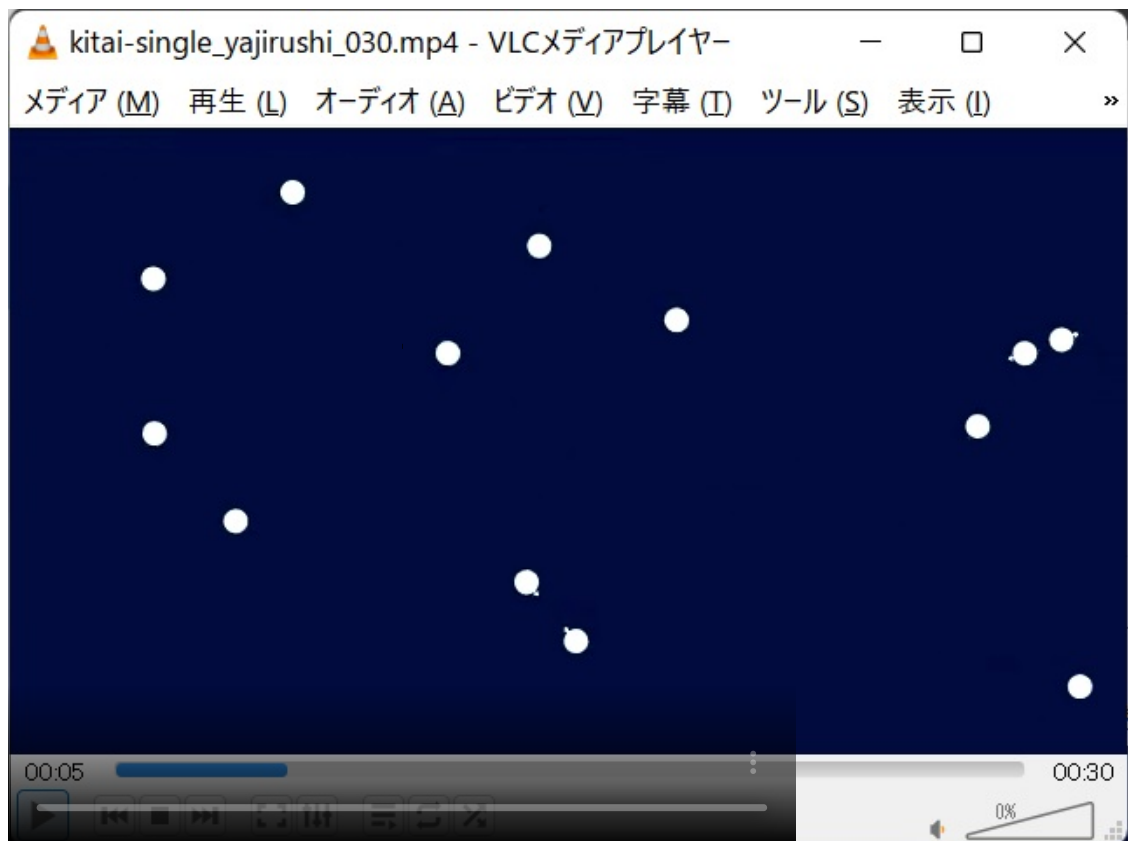 kitai-single_yajirushi_030.mp4 - VLCメディアプレイヤー
メディア (M) 再生 (L) オーディオ (A) ビデオ (V) 字幕 (T) ツール (S) 表示 (I) »
00:05 00:30
0%